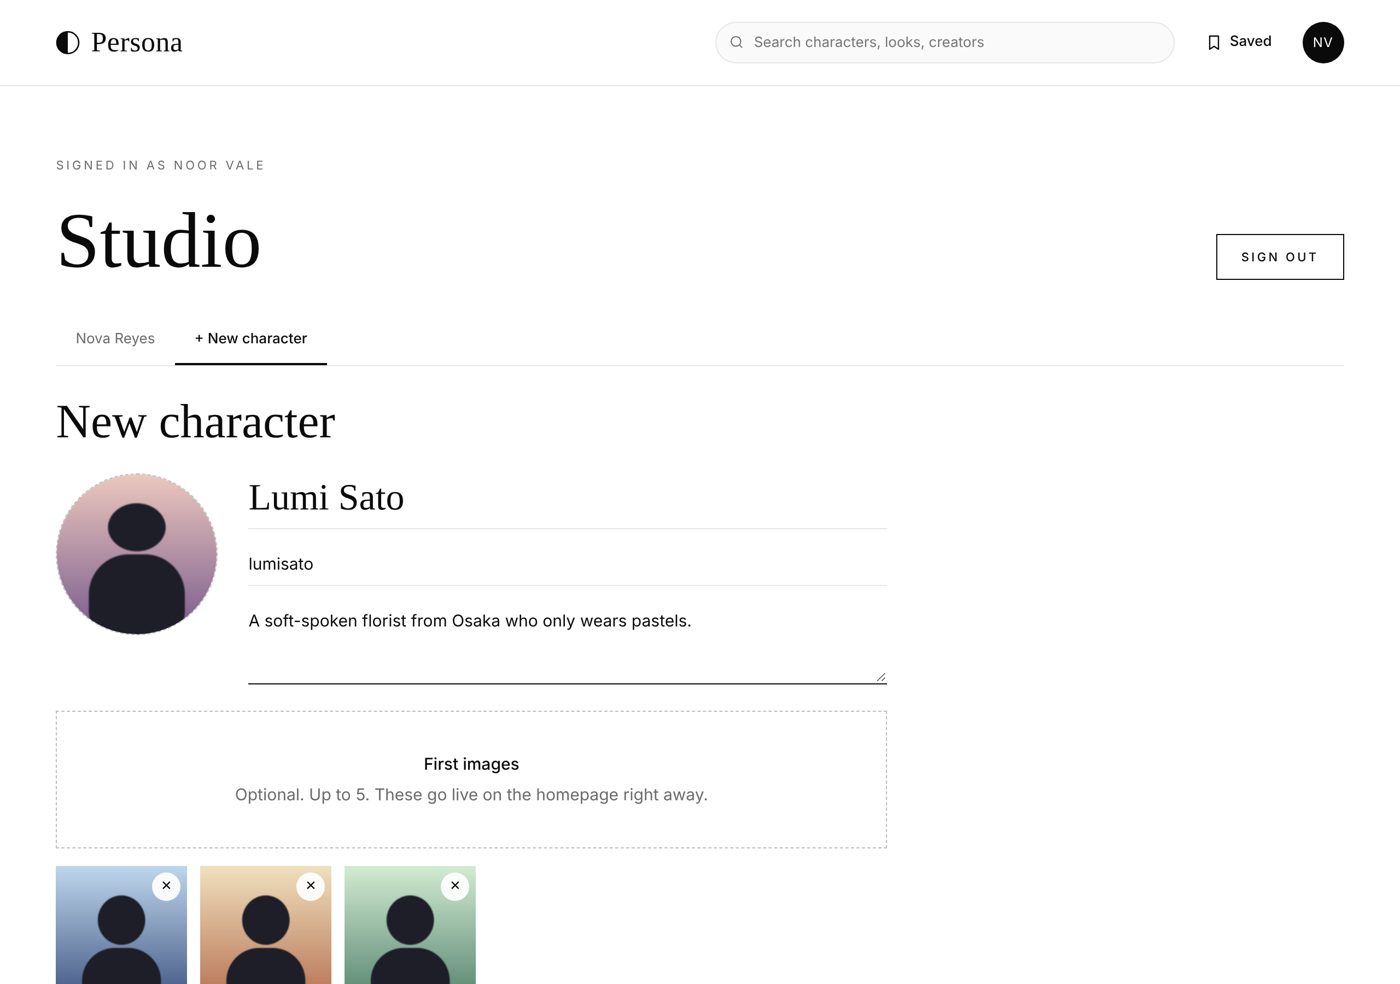 Persona
Search characters, looks, creators
Saved
NV
SIGNED IN AS NOOR VALE
Studio
SIGN OUT
Nova Reyes
+ New character
New character
Lumi Sato
lumisato
A soft-spoken florist from Osaka who only wears pastels.
First images
Optional. Up to 5. These go live on the homepage right away.